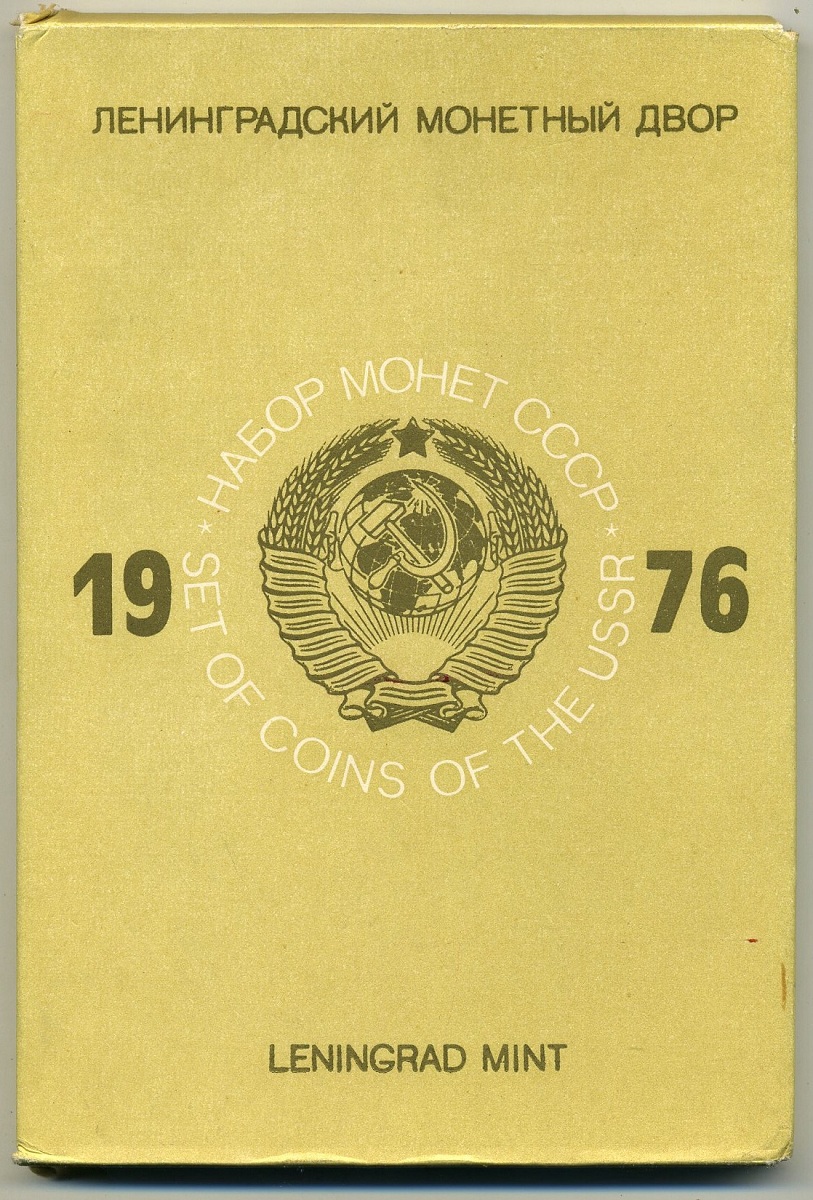 ЛЕНИНГРАДСКИЙ МОНЕТНЫЙ ДВОР
* НАБОР МОНЕТ СССР *
19 76
SET OF COINS OF THE USSR
LENINGRAD MINT